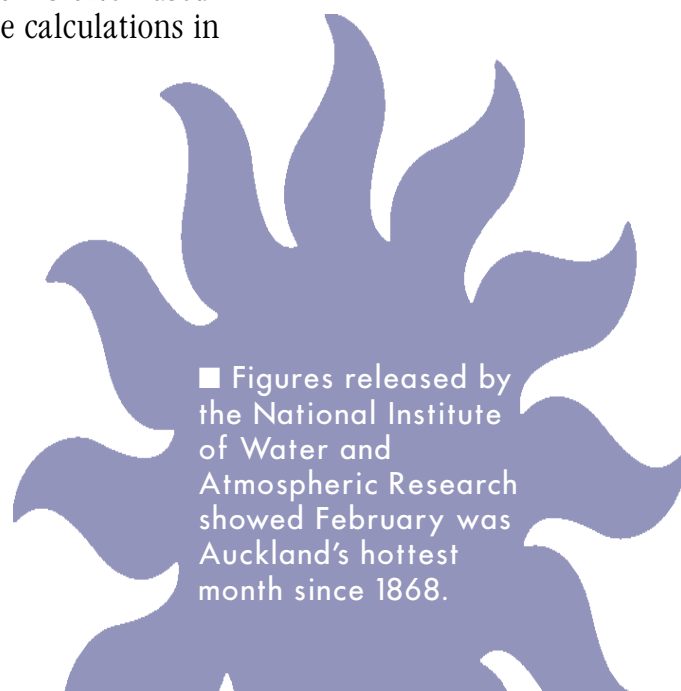 e calculations in
■ Figures released by
the National Institute
of Water and
Atmospheric Research
showed February was
Auckland's hottest
month since 1868.